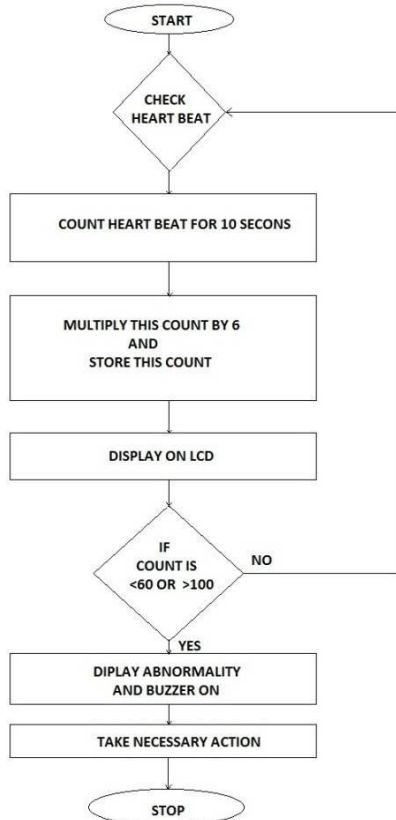 START
CHECK
HEART BEAT
COUNT HEART BEAT FOR 10 SECONS
MULTIPLY THIS COUNT BY 6
AND
STORE THIS COUNT
DISPLAY ON LCD
IF
COUNT IS
<60 OR >100
NO
YES
DIPLAY ABNORMALITY
AND BUZZER ON
TAKE NECESSARY ACTION
STOP